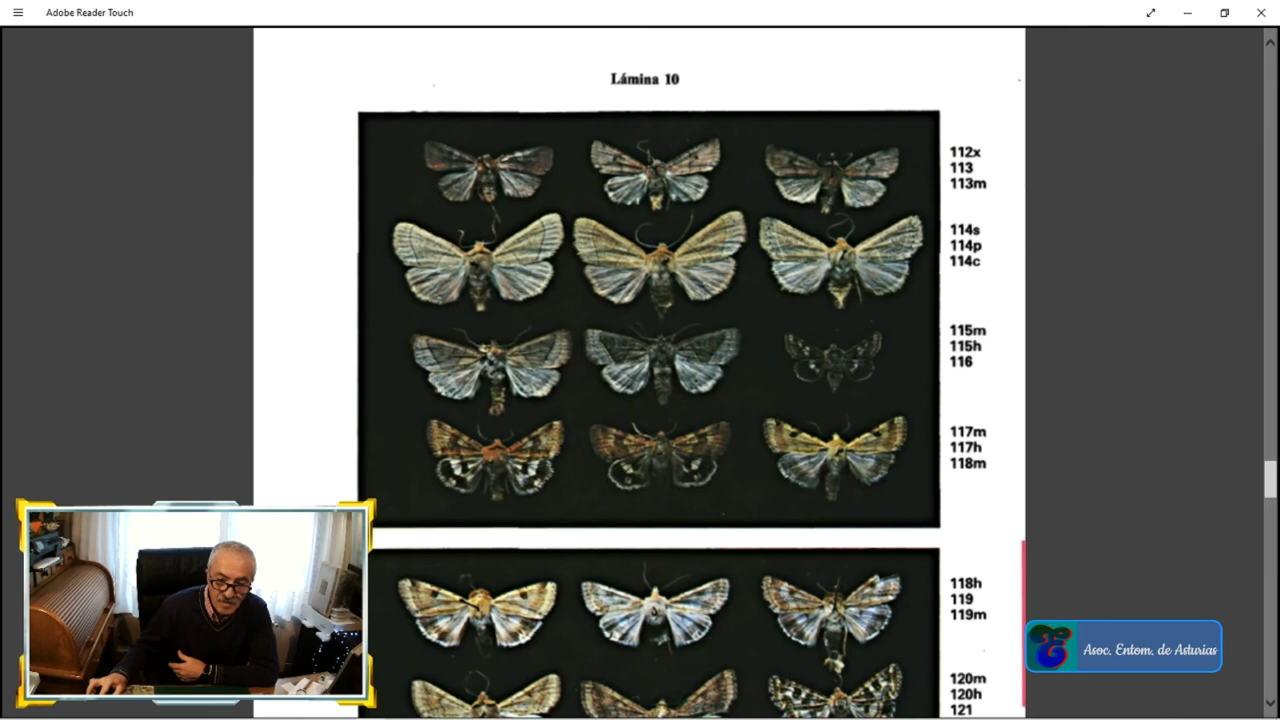 Adobe Reader Touch
Lámina 10
112x
113
113m
114s
114p
114c
115m
115h
116
117m
117h
118m
118h
119
119m
120m
120h
121
Asoc. Entom. de Asturias